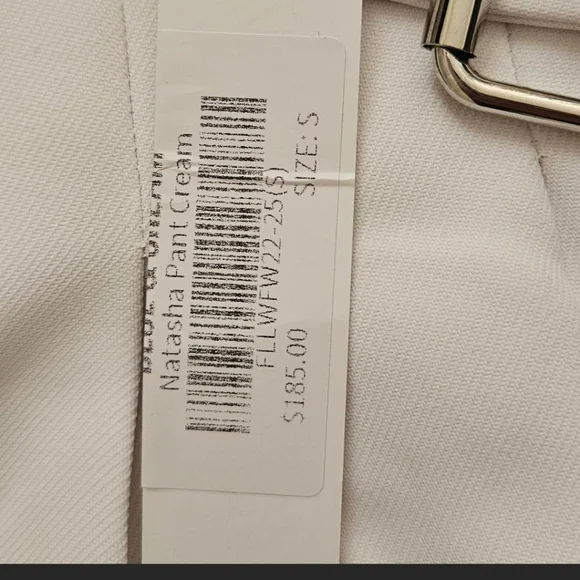 Natasha Pant Cream
FLLWFW22-25(S)
$185.00
SIZE: S